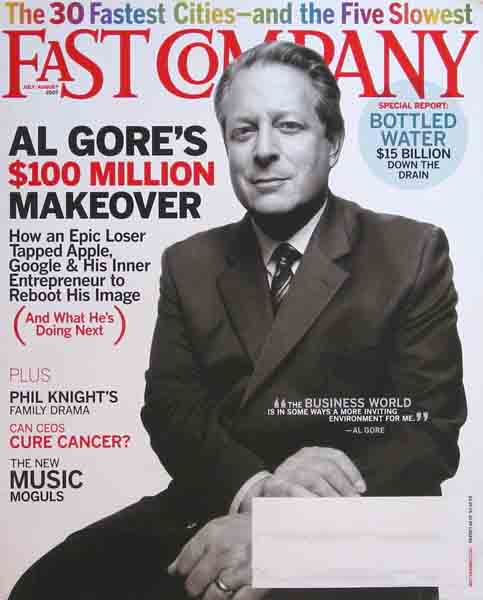 The 30 Fastest Cities—and the Five Slowest
FAST COMPANY
JULY/AUGUST
2007
SPECIAL REPORT:
BOTTLED
WATER
$15 BILLION
DOWN THE
DRAIN
AL GORE'S
$100 MILLION
MAKEOVER
How an Epic Loser
Tapped Apple,
Google & His Inner
Entrepreneur to
Reboot His Image
(And What He's
Doing Next)
PLUS
PHIL KNIGHT'S
FAMILY DRAMA
CAN CEOS
CURE CANCER?
THE NEW
MUSIC
MOGULS
“THE BUSINESS WORLD
IS IN SOME WAYS A MORE INVITING
ENVIRONMENT FOR ME.”
—AL GORE